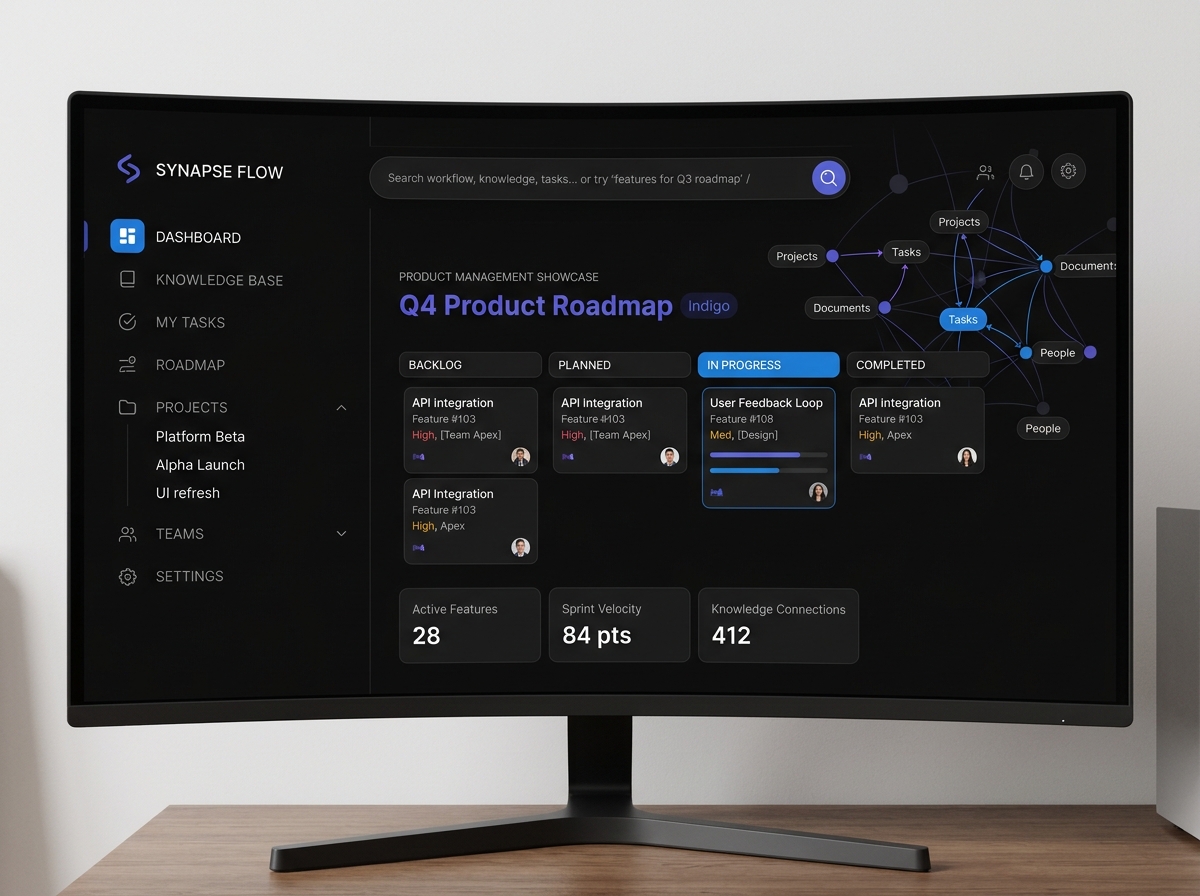 SYNAPSE FLOW
Search workflow, knowledge, tasks... or try 'features for Q3 roadmap' /
DASHBOARD
KNOWLEDGE BASE
MY TASKS
ROADMAP
PROJECTS
Platform Beta
Alpha Launch
UI refresh
TEAMS
SETTINGS
PRODUCT MANAGEMENT SHOWCASE
Q4 Product Roadmap
Indigo
Projects
Projects
Tasks
Documents
Documents
Tasks
People
People
BACKLOG
API Integration
Feature #103
High, [Team Apex]
API Integration
Feature #103
High, Apex
PLANNED
API Integration
Feature #103
High, [Team Apex]
IN PROGRESS
User Feedback Loop
Feature #108
Med, [Design]
COMPLETED
API Integration
Feature #103
High, Apex
Active Features
28
Sprint Velocity
84 pts
Knowledge Connections
412